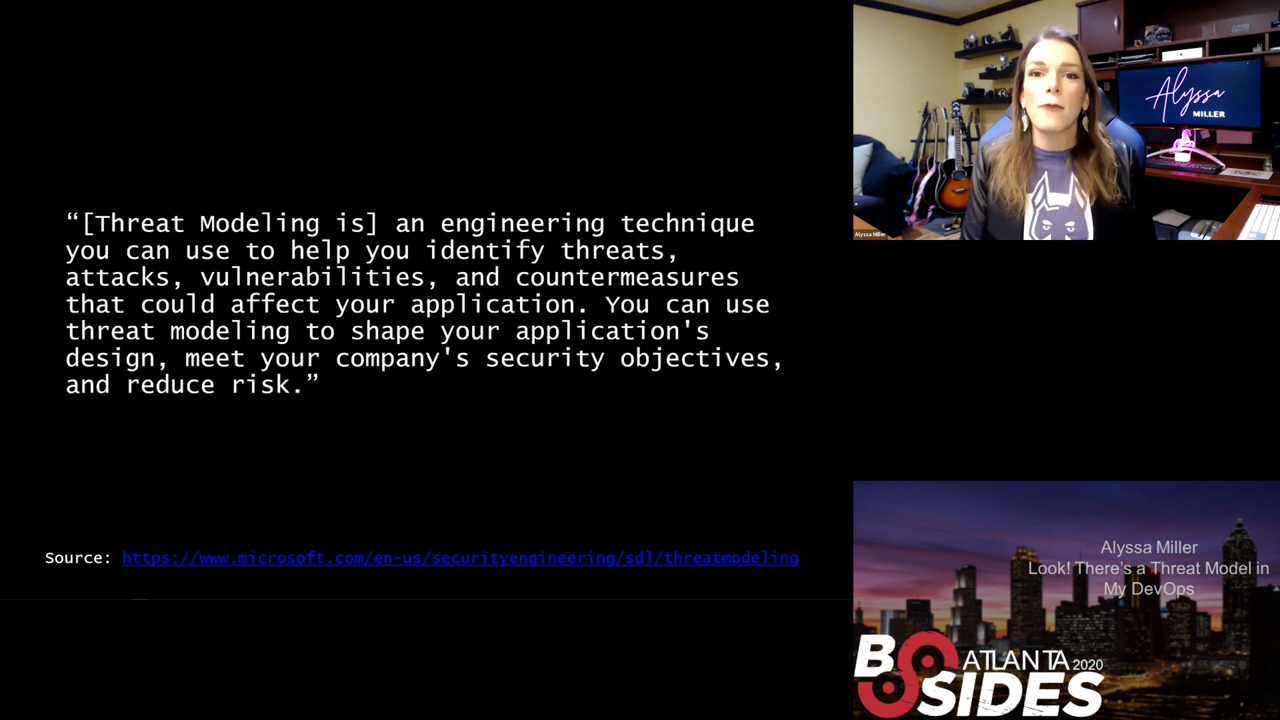 “[Threat Modeling is] an engineering technique
you can use to help you identify threats,
attacks, vulnerabilities, and countermeasures
that could affect your application. You can use
threat modeling to shape your application's
design, meet your company's security objectives,
and reduce risk.”
Source: https://www.microsoft.com/en-us/securityengineering/sdl/threatmodeling
Alyssa
MILLER
Alyssa Miller
Alyssa Miller
Look! There's a Threat Model in
My DevOps
BSIDES
ATLANTA 2020